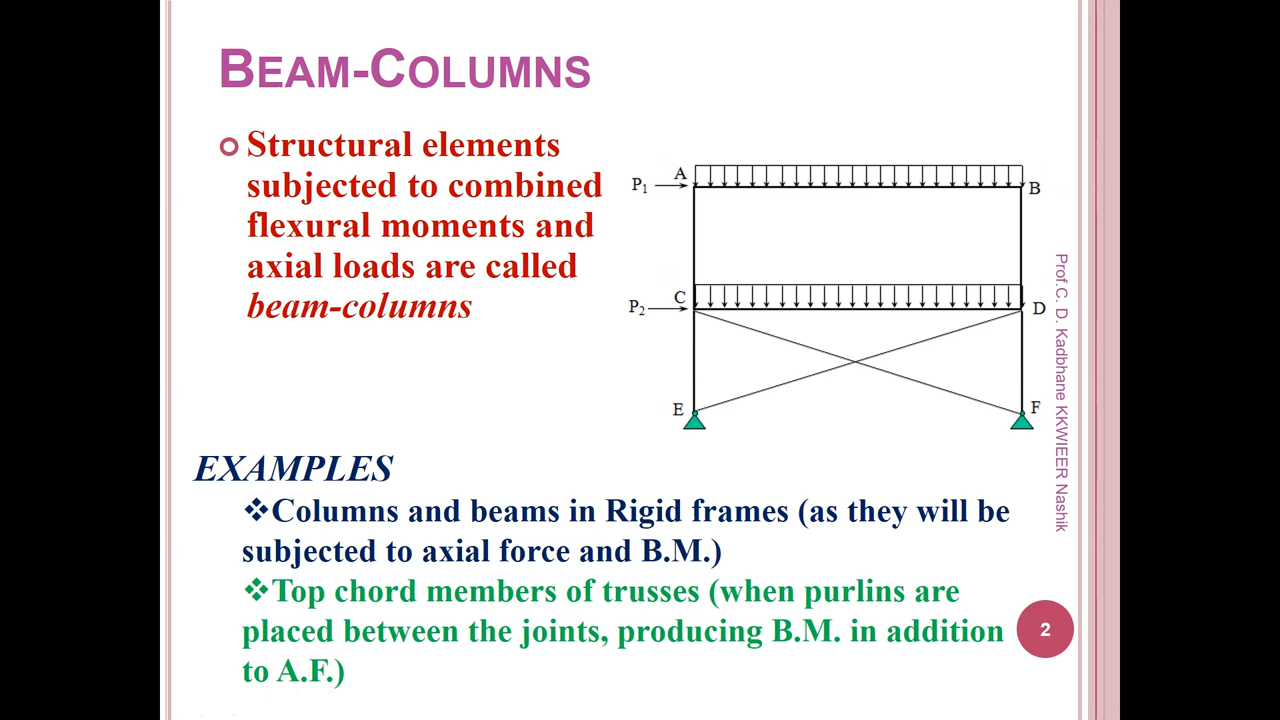 BEAM-COLUMNS
Structural elements
subjected to combined
flexural moments and
axial loads are called
beam-columns
P1
A
B
P2
C
D
E
F
Prof.C. D. Kadbhane KKWIEER Nashik
EXAMPLES
❖Columns and beams in Rigid frames (as they will be
subjected to axial force and B.M.)
❖Top chord members of trusses (when purlins are
placed between the joints, producing B.M. in addition
to A.F.)
2